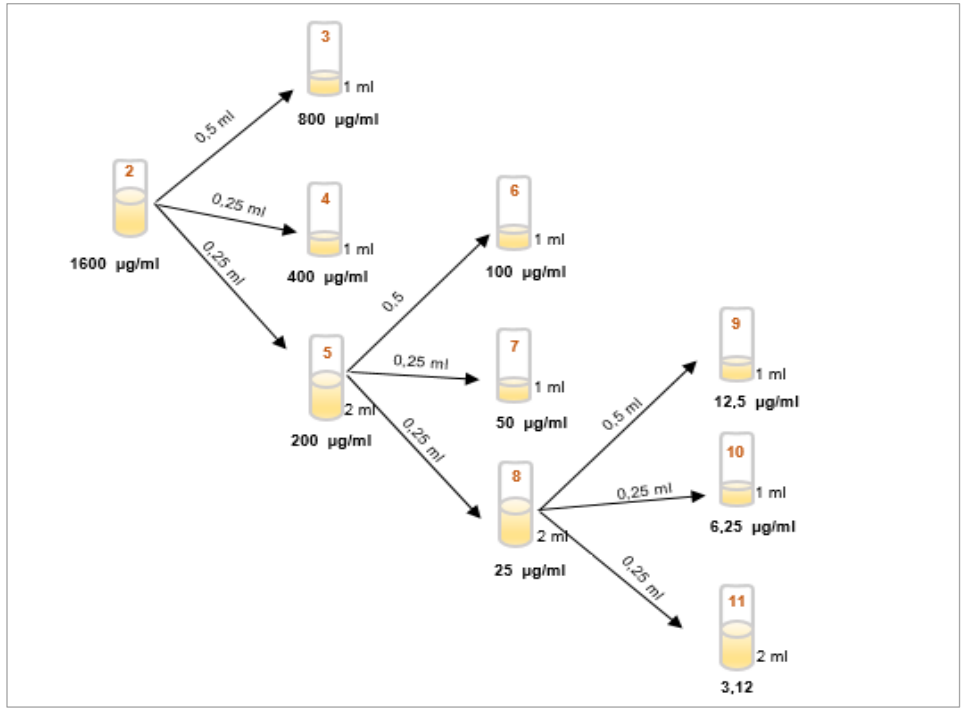 3
1 ml
800 µg/ml
0,5 ml
2
1600 µg/ml
0,25 ml
4
1 ml
400 µg/ml
0,25 ml
5
2 ml
200 µg/ml
0,5
6
1 ml
100 µg/ml
0,25 ml
7
1 ml
50 µg/ml
0,25 ml
8
2 ml
25 µg/ml
0,5 ml
9
1 ml
12,5 µg/ml
0,25 ml
10
1 ml
6,25 µg/ml
0,25 ml
11
2 ml
3,12